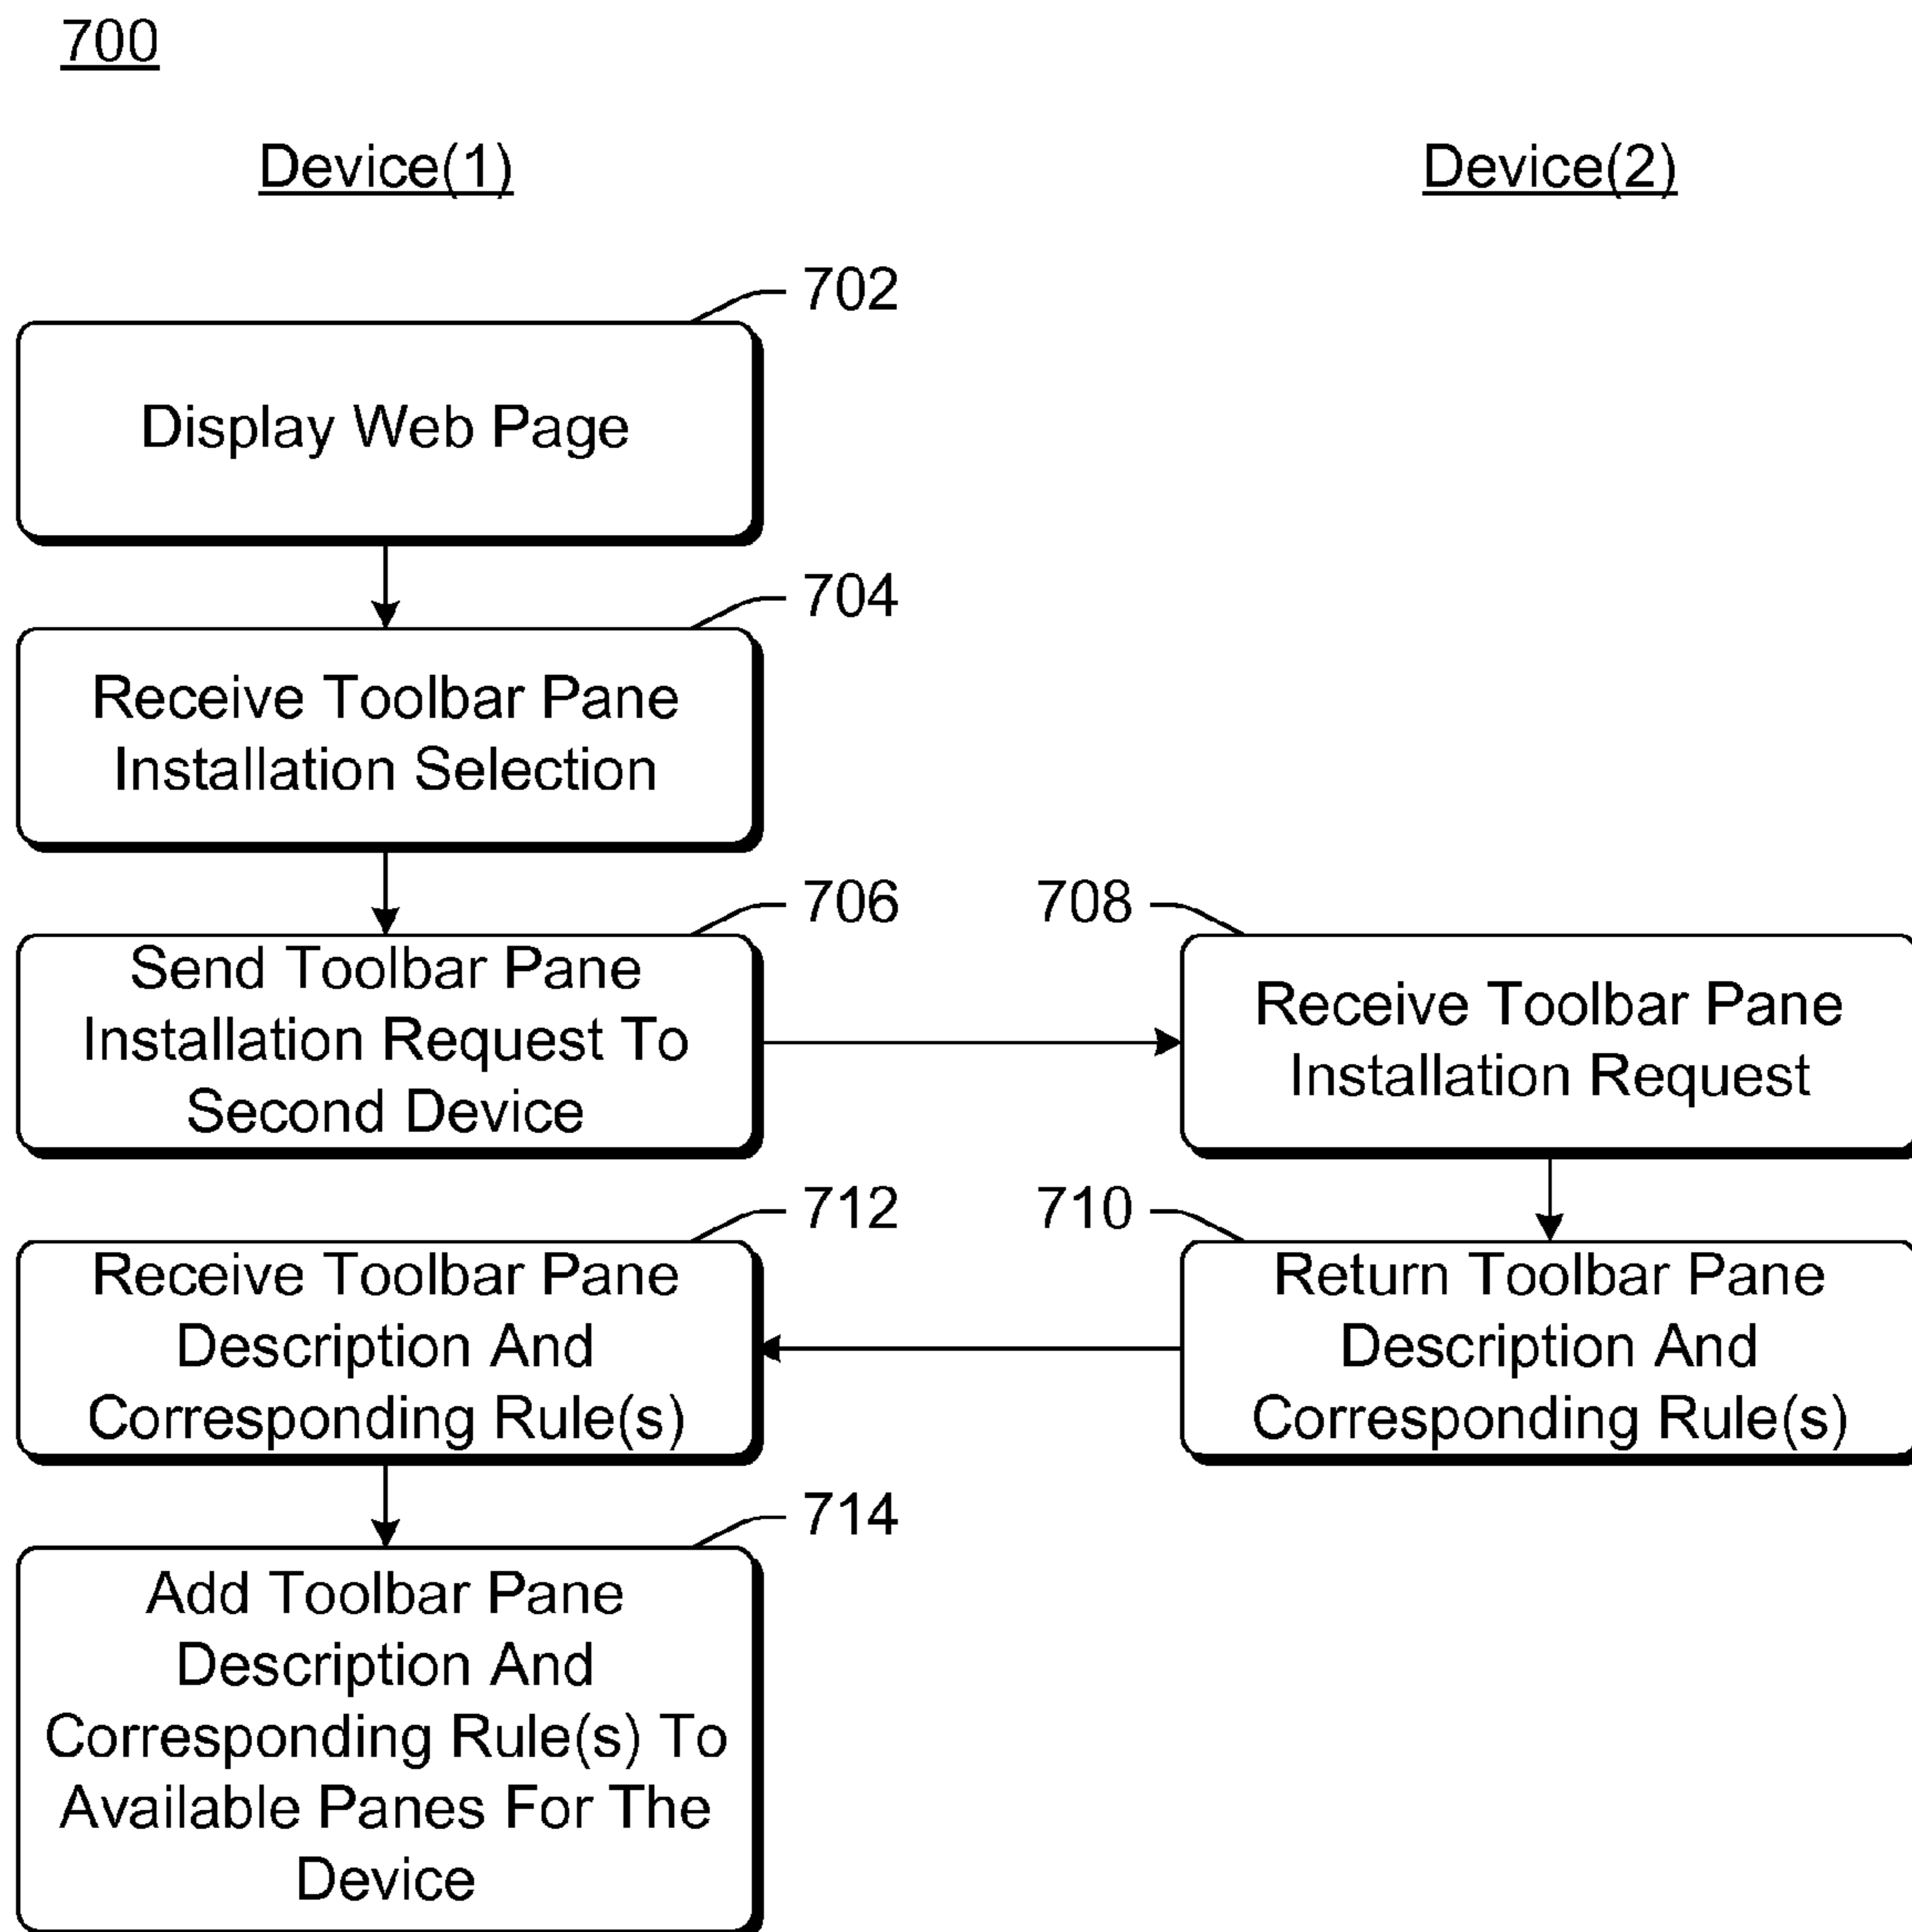 700
Device(1)
Device(2)
702
Display Web Page
704
Receive Toolbar Pane
Installation Selection
706
Send Toolbar Pane
Installation Request To
Second Device
708
Receive Toolbar Pane
Installation Request
710
Return Toolbar Pane
Description And
Corresponding Rule(s)
712
Receive Toolbar Pane
Description And
Corresponding Rule(s)
714
Add Toolbar Pane
Description And
Corresponding Rule(s) To
Available Panes For The
Device